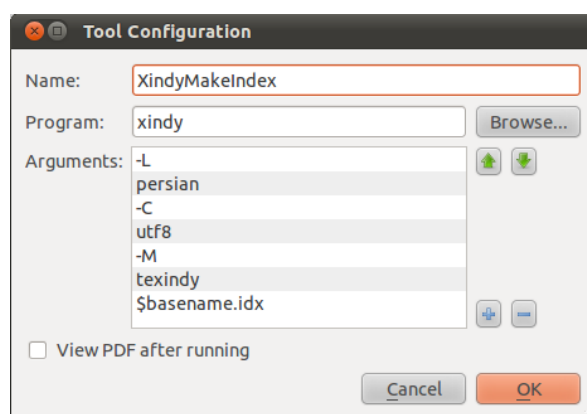 Tool Configuration
Name: XindyMakeIndex
Program: xindy Browse...
Arguments: -L
persian
-C
utf8
-M
texindy
$basename.idx
View PDF after running
Cancel OK